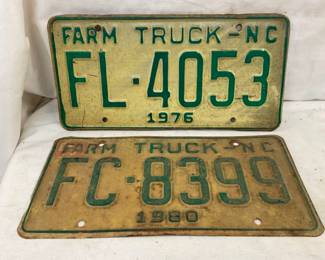 FARM TRUCK-NC
FL-4053
1976
FARM TRUCK-NC
FC-8399
1980